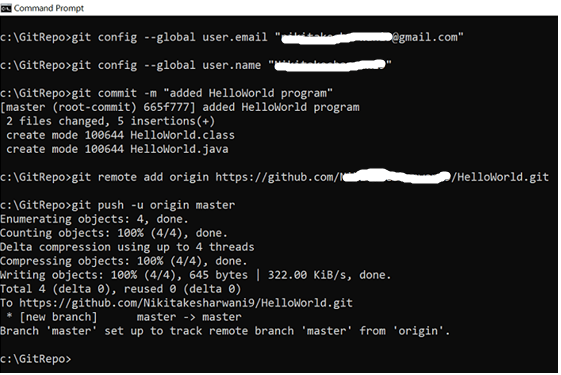 Command Prompt
c:\GitRepo>git config --global user.email "@gmail.com"
c:\GitRepo>git config --global user.name ""
c:\GitRepo>git commit -m "added HelloWorld program"
[master (root-commit) 665f777] added HelloWorld program
 2 files changed, 5 insertions(+)
 create mode 100644 HelloWorld.class
 create mode 100644 HelloWorld.java
c:\GitRepo>git remote add origin https://github.com/N/HelloWorld.git
c:\GitRepo>git push -u origin master
Enumerating objects: 4, done.
Counting objects: 100% (4/4), done.
Delta compression using up to 4 threads
Compressing objects: 100% (4/4), done.
Writing objects: 100% (4/4), 645 bytes | 322.00 KiB/s, done.
Total 4 (delta 0), reused 0 (delta 0)
To https://github.com/Nikitakesharwani9/HelloWorld.git
 * [new branch]      master -> master
Branch 'master' set up to track remote branch 'master' from 'origin'.
c:\GitRepo>